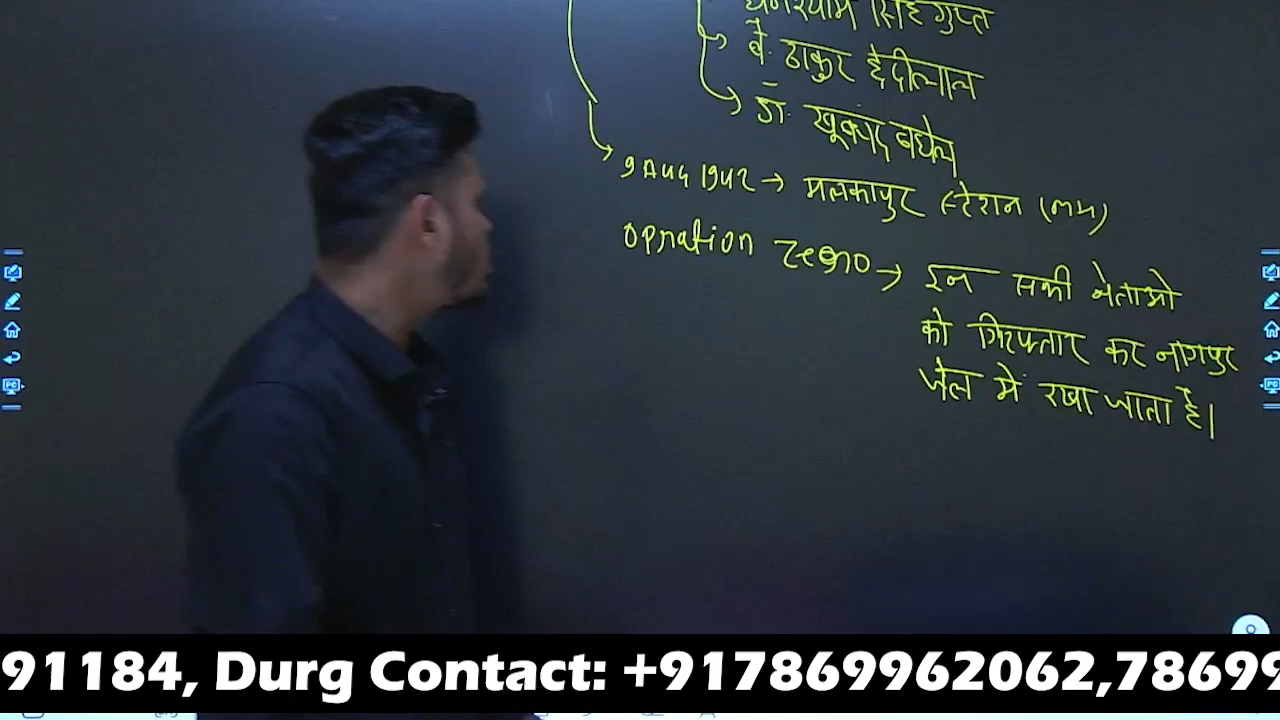 घनश्याम सिंह गुप्त
बै. ठाकुर छेदीलाल
डॉ. खूबचंद बघेल
9 Aug 1942 → मलकापुर स्टेशन (MH)
Opration Zero → इन सभी नेताओ
को गिरफ्तार कर नागपुर
जेल में रखा जाता है।
91184, Durg Contact: +917869962062,78699